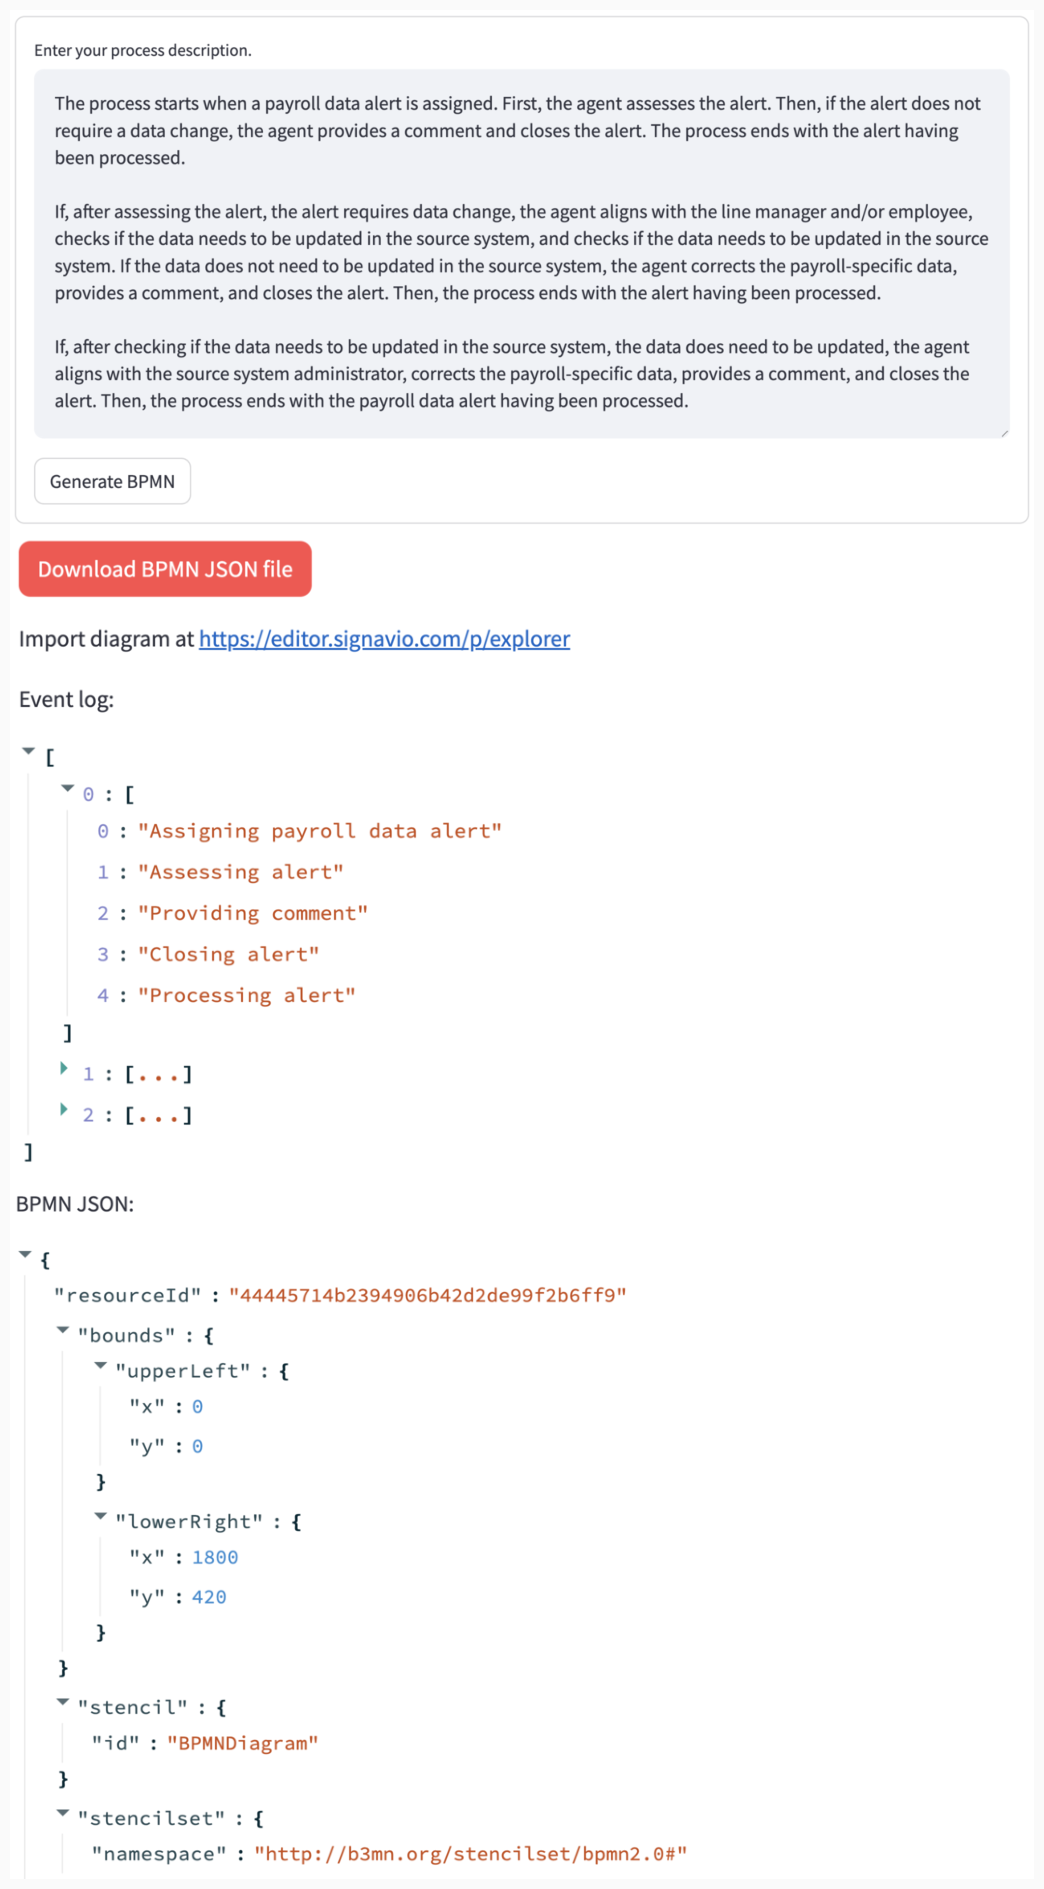 Enter your process description.
The process starts when a payroll data alert is assigned. First, the agent assesses the alert. Then, if the alert does not
require a data change, the agent provides a comment and closes the alert. The process ends with the alert having
been processed.
If, after assessing the alert, the alert requires data change, the agent aligns with the line manager and/or employee,
checks if the data needs to be updated in the source system, and checks if the data needs to be updated in the source
system. If the data does not need to be updated in the source system, the agent corrects the payroll-specific data,
provides a comment, and closes the alert. Then, the process ends with the alert having been processed.
If, after checking if the data needs to be updated in the source system, the data does need to be updated, the agent
aligns with the source system administrator, corrects the payroll-specific data, provides a comment, and closes the
alert. Then, the process ends with the payroll data alert having been processed.
Generate BPMN
Download BPMN JSON file
Import diagram at https://editor.signavio.com/p/explorer
Event log:
[
0 : [
0 : "Assigning payroll data alert"
1 : "Assessing alert"
2 : "Providing comment"
3 : "Closing alert"
4 : "Processing alert"
]
1 : [...]
2 : [...]
]
BPMN JSON:
{
"resourceId" : "44445714b2394906b42d2de99f2b6ff9"
"bounds" : {
"upperLeft" : {
"x" : 0
"y" : 0
}
"lowerRight" : {
"x" : 1800
"y" : 420
}
}
"stencil" : {
"id" : "BPMNDiagram"
}
"stencilset" : {
"namespace" : "http://b3mn.org/stencilset/bpmn2.0#"